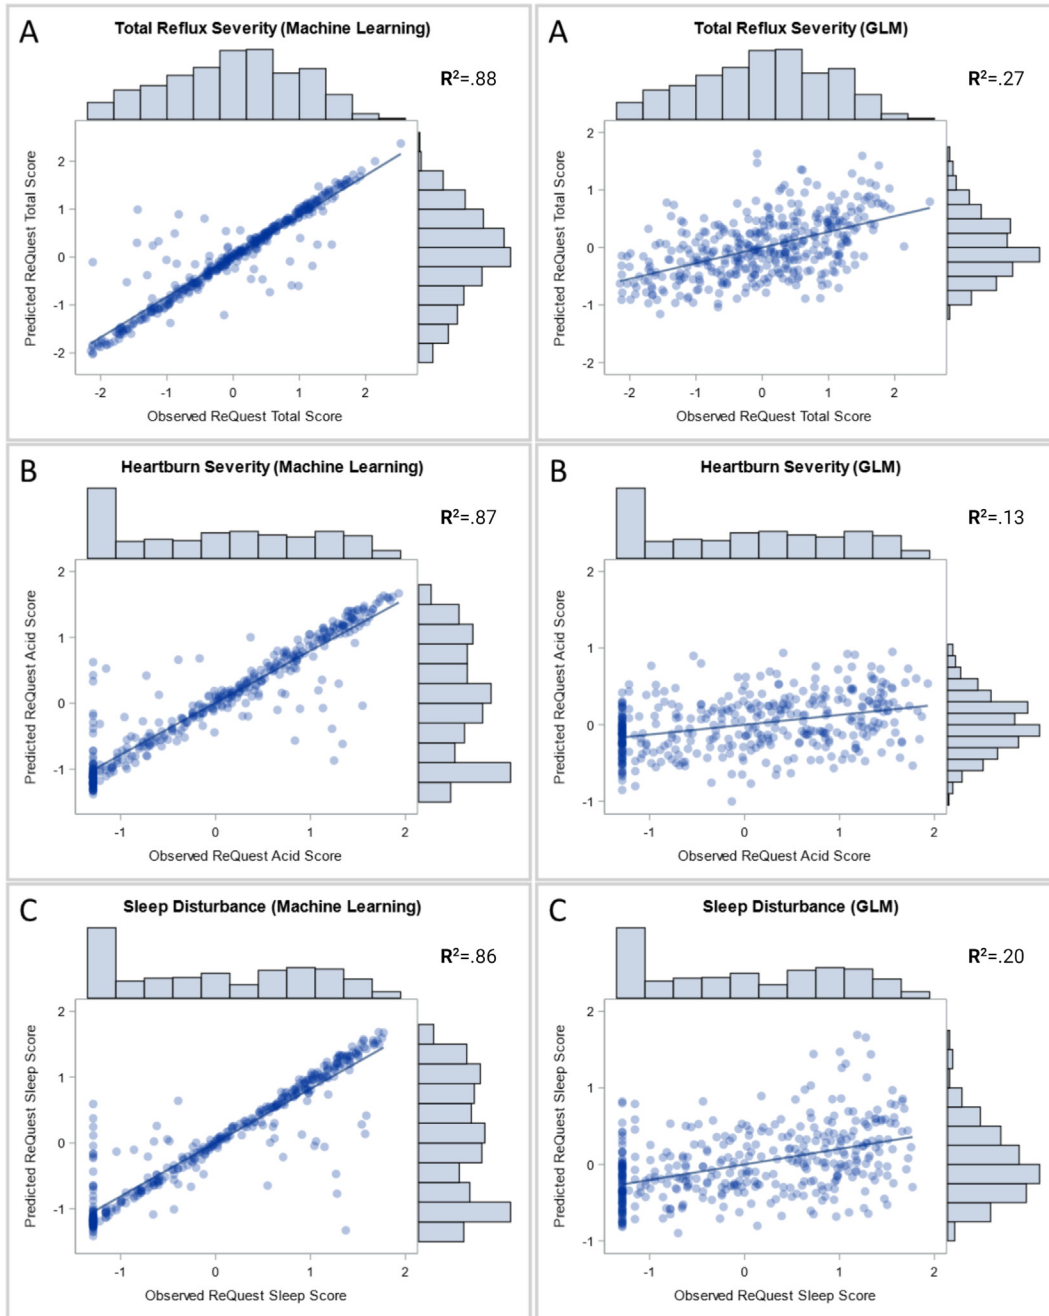 A
Total Reflux Severity (Machine Learning)
R²=.88
Predicted ReQuest Total Score
2
1
0
-1
-2
-2 -1 0 1 2
Observed ReQuest Total Score
A
Total Reflux Severity (GLM)
R²=.27
Predicted ReQuest Total Score
2
1
0
-1
-2
-2 -1 0 1 2
Observed ReQuest Total Score
B
Heartburn Severity (Machine Learning)
R²=.87
Predicted ReQuest Acid Score
2
1
0
-1
-1 0 1 2
Observed ReQuest Acid Score
B
Heartburn Severity (GLM)
R²=.13
Predicted ReQuest Acid Score
2
1
0
-1
-1 0 1 2
Observed ReQuest Acid Score
C
Sleep Disturbance (Machine Learning)
R²=.86
Predicted ReQuest Sleep Score
2
1
0
-1
-1 0 1 2
Observed ReQuest Sleep Score
C
Sleep Disturbance (GLM)
R²=.20
Predicted ReQuest Sleep Score
2
1
0
-1
-1 0 1 2
Observed ReQuest Sleep Score